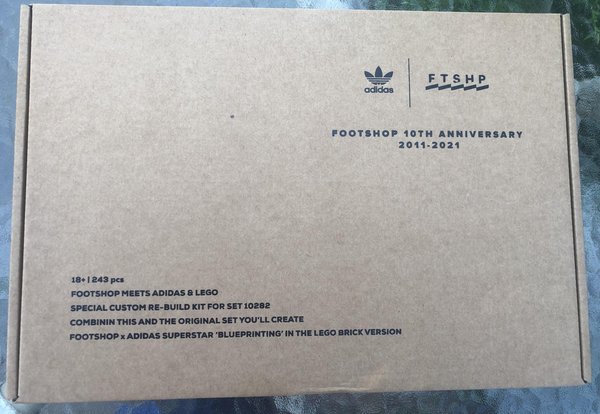 adidas
FTSHP
FOOTSHOP 10TH ANNIVERSARY
2011-2021
18+ | 243 pcs
FOOTSHOP MEETS ADIDAS & LEGO
SPECIAL CUSTOM RE-BUILD KIT FOR SET 10282
COMBININ THIS AND THE ORIGINAL SET YOU'LL CREATE
FOOTSHOP x ADIDAS SUPERSTAR 'BLUEPRINTING' IN THE LEGO BRICK VERSION